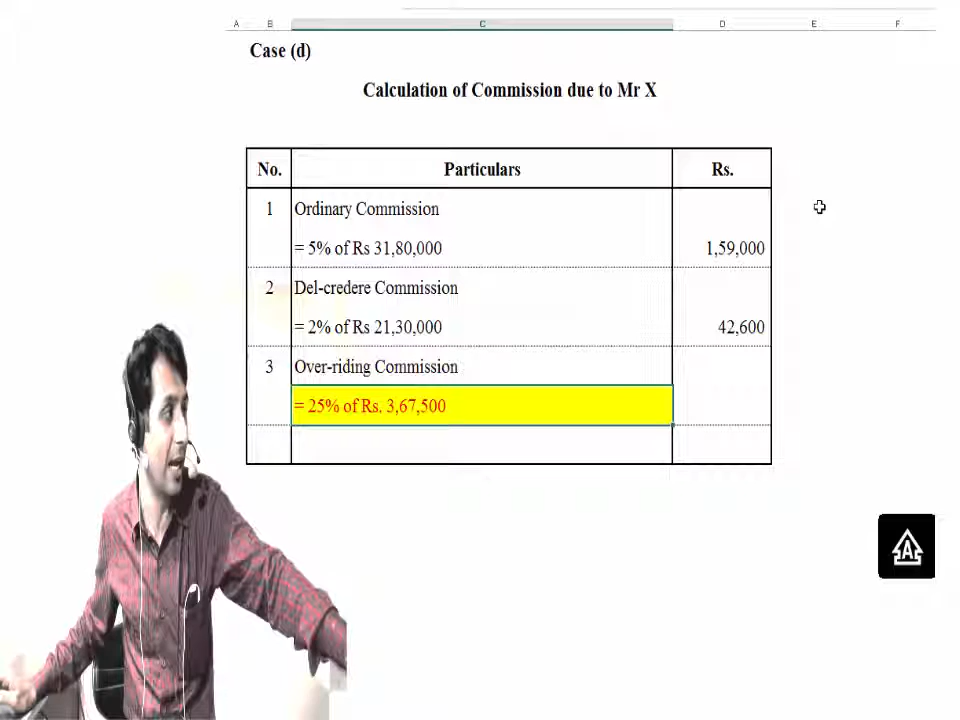 A B C D E F
Case (d)
Calculation of Commission due to Mr X
No. Particulars Rs.
1 Ordinary Commission
= 5% of Rs 31,80,000 1,59,000
2 Del-credere Commission
= 2% of Rs 21,30,000 42,600
3 Over-riding Commission
= 25% of Rs. 3,67,500
A